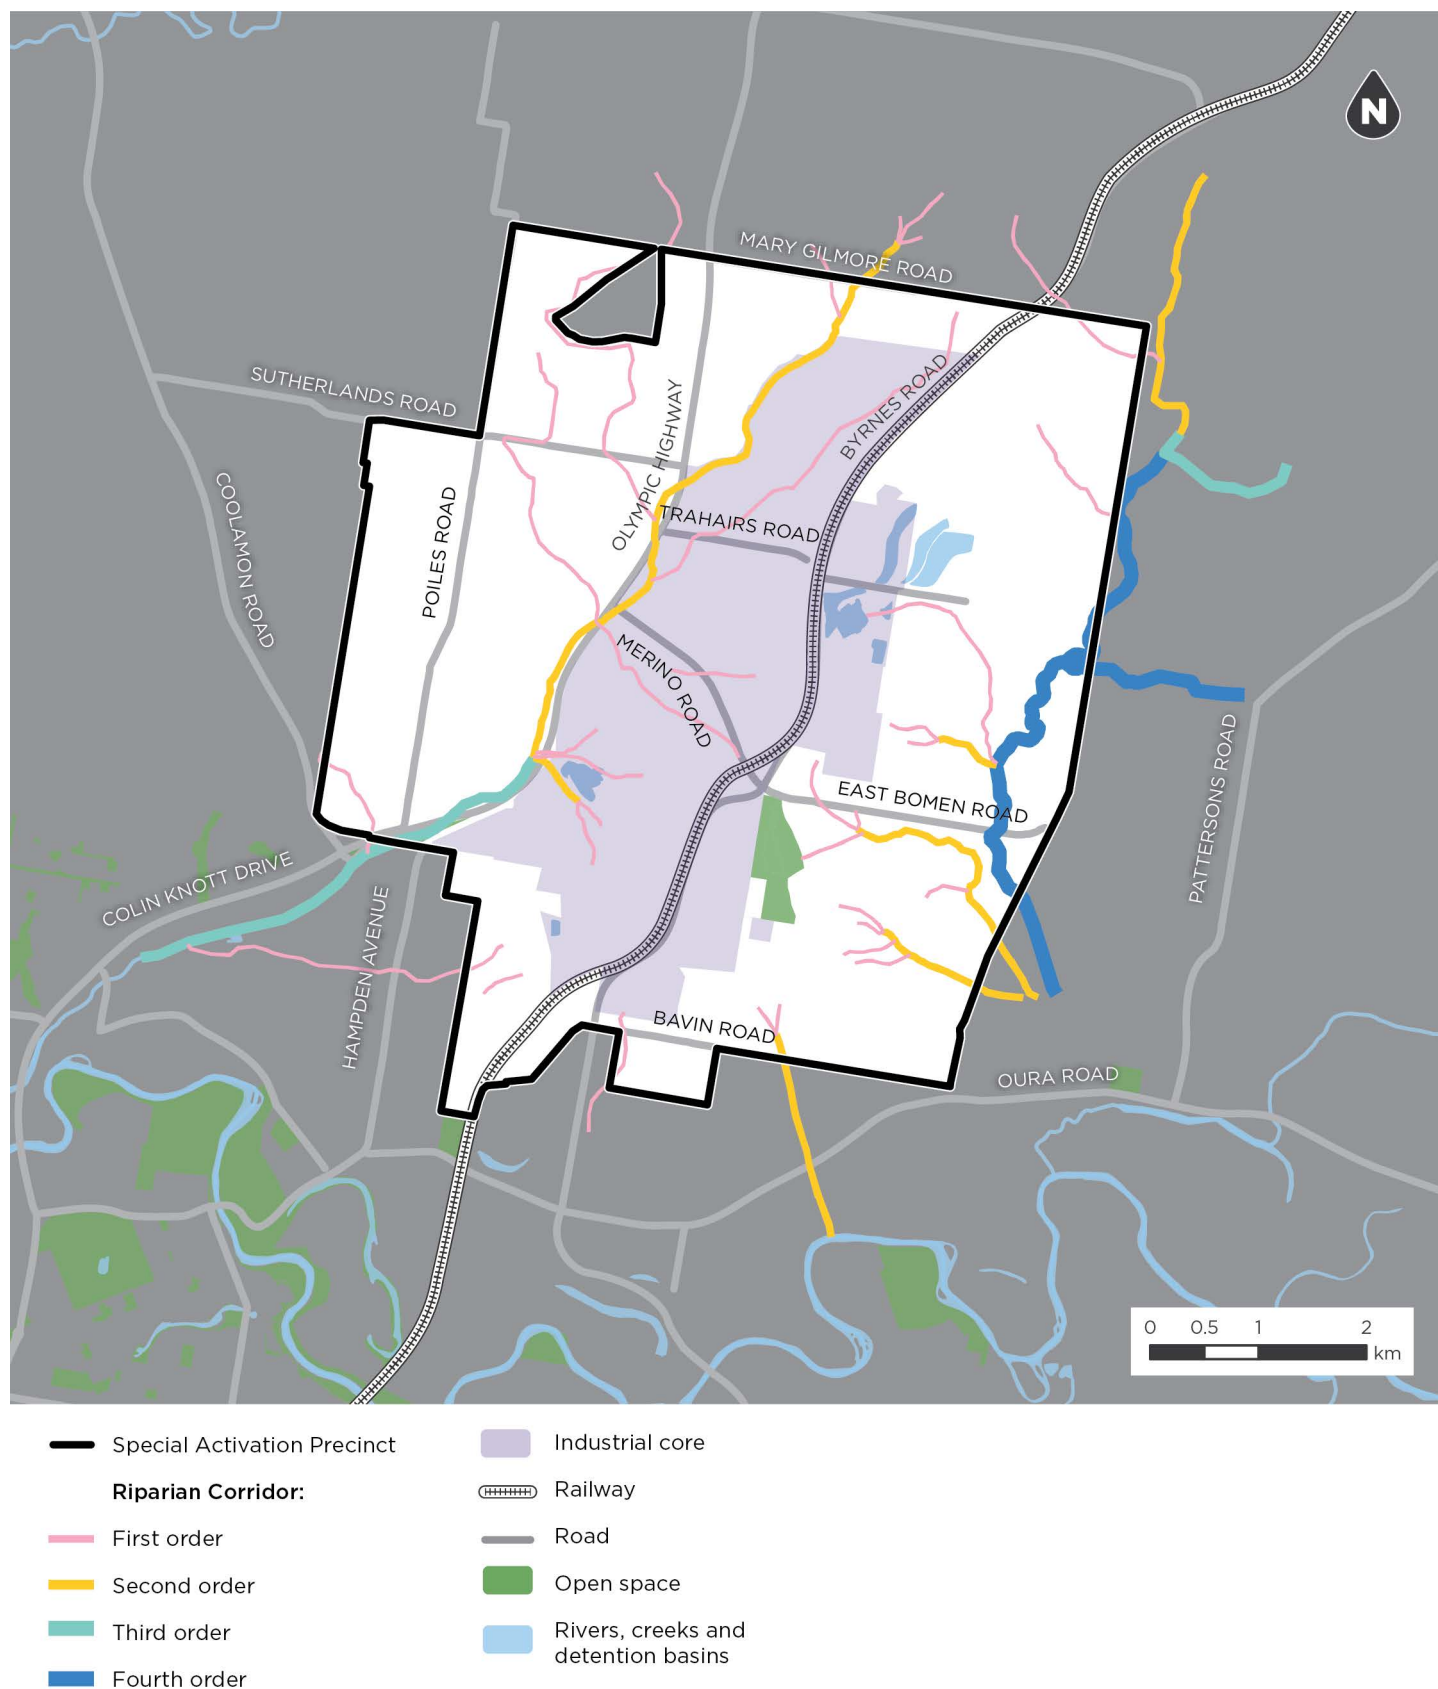 N
MARY GILMORE ROAD
SUTHERLANDS ROAD
BYRNES ROAD
OLYMPIC HIGHWAY
COOLAMON ROAD
POILES ROAD
TRAHAIRS ROAD
MERINO ROAD
PATTERSONS ROAD
EAST BOMEN ROAD
COLIN KNOTT DRIVE
HAMPDEN AVENUE
BAVIN ROAD
OURA ROAD
0 0.5 1 2
km
Special Activation Precinct
Riparian Corridor:
First order
Second order
Third order
Fourth order
Industrial core
Railway
Road
Open space
Rivers, creeks and
detention basins